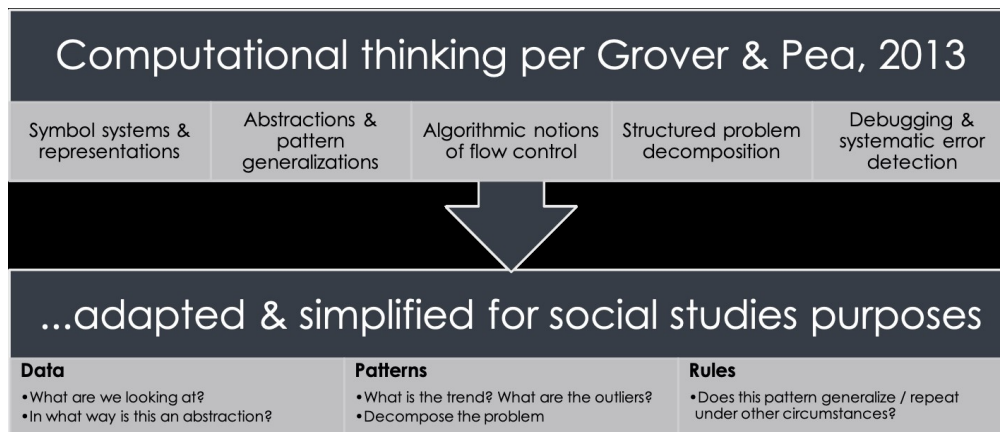 Computational thinking per Grover & Pea, 2013
Symbol systems &
representations
Abstractions &
pattern
generalizations
Algorithmic notions
of flow control
Structured problem
decomposition
Debugging &
systematic error
detection
...adapted & simplified for social studies purposes
Data
•What are we looking at?
•In what way is this an abstraction?
Patterns
•What is the trend? What are the outliers?
•Decompose the problem
Rules
•Does this pattern generalize / repeat
under other circumstances?